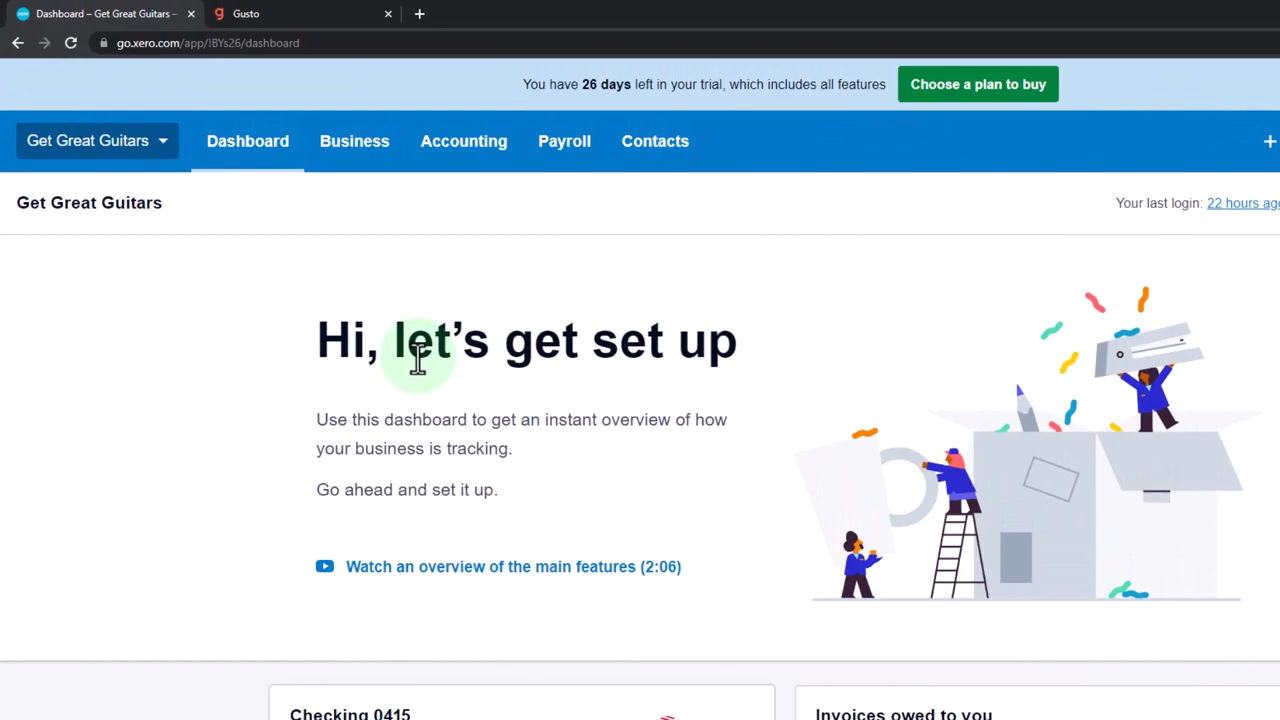 Dashboard – Get Great Guitars –
Gusto
go.xero.com/app/!BYs26/dashboard
You have 26 days left in your trial, which includes all features
Choose a plan to buy
Get Great Guitars
Dashboard
Business
Accounting
Payroll
Contacts
Get Great Guitars
Your last login: 22 hours ago
Hi, let's get set up
Use this dashboard to get an instant overview of how
your business is tracking.
Go ahead and set it up.
Watch an overview of the main features (2:06)
Checking 0415
Invoices owed to you